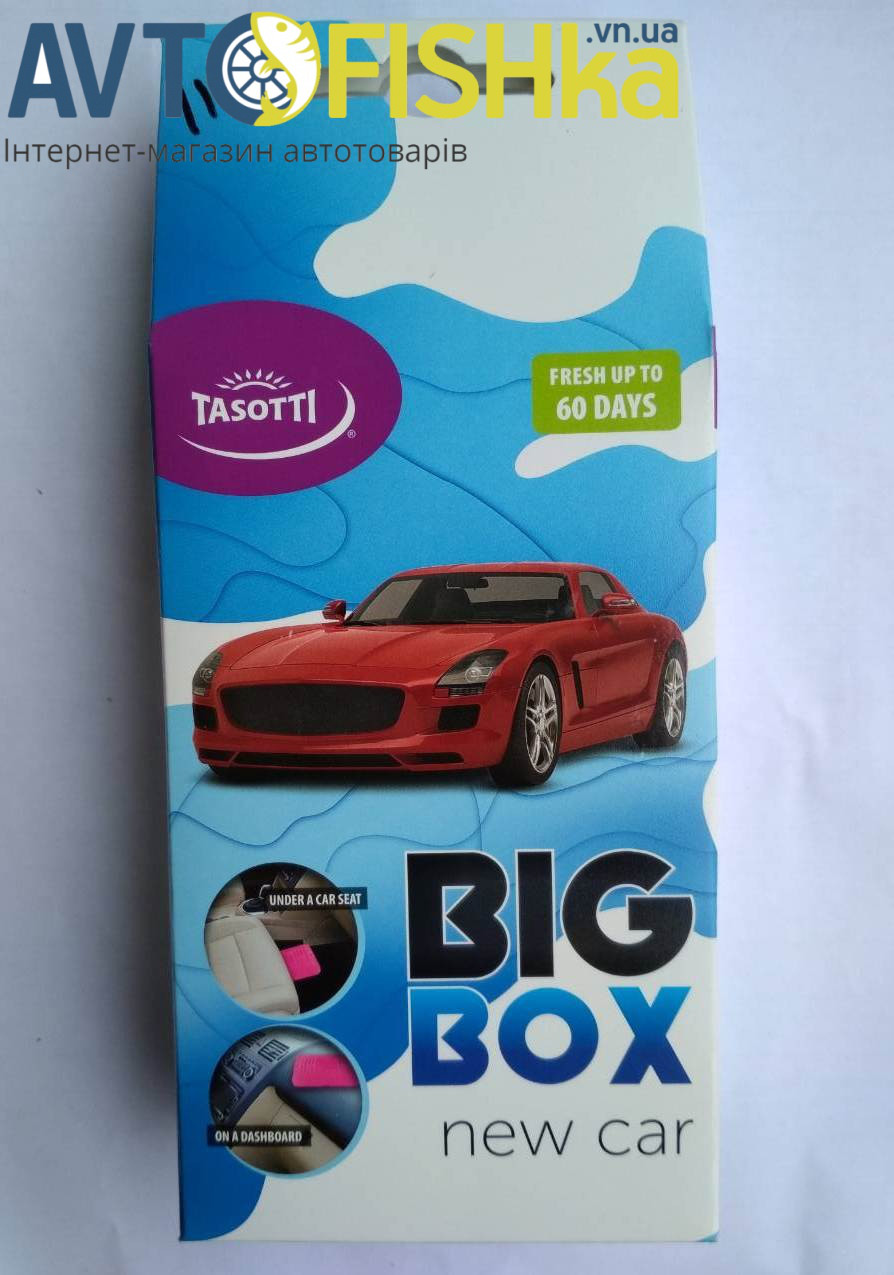 AVTOFISHka
.vn.ua
Інтернет-магазин автотоварів
TASOTTI
®
FRESH UP TO
60 DAYS
UNDER A CAR SEAT
BIG
BOX
new car
ON A DASHBOARD